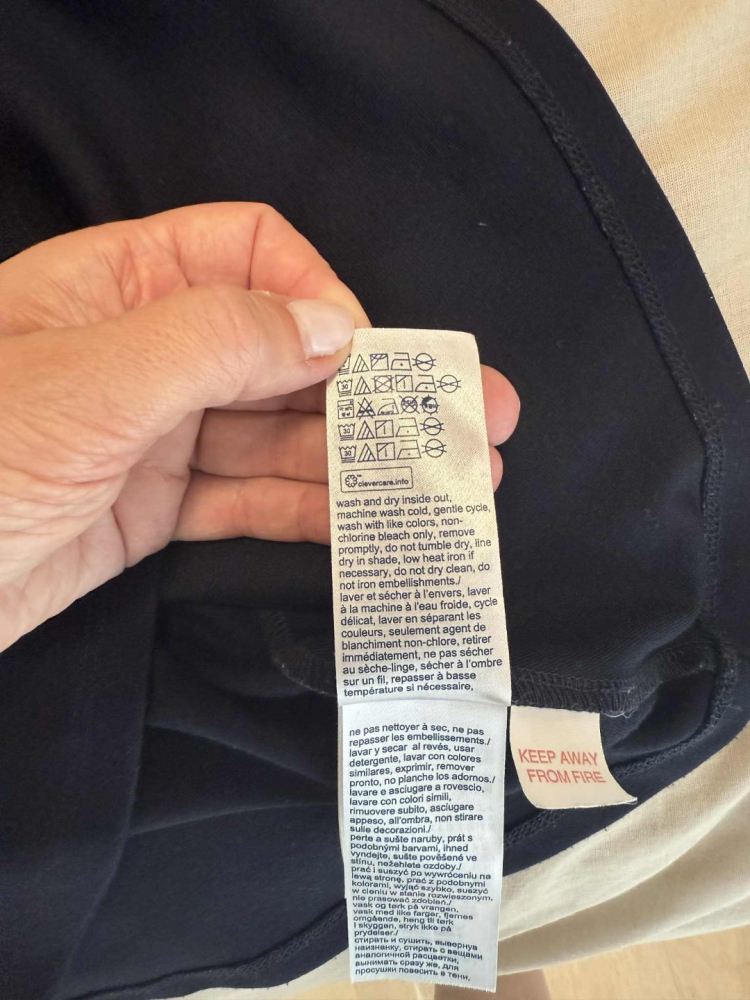 30
30
30
clevercare.info
wash and dry inside out,
machine wash cold, gentle cycle,
wash with like colors, non-
chlorine bleach only, remove
promptly, do not tumble dry, line
dry in shade, low heat iron if
necessary, do not dry clean, do
not iron embellishments./
laver et sécher à l'envers, laver
à la machine à l'eau froide, cycle
délicat, laver en séparant les
couleurs, seulement agent de
blanchiment non-chlore, retirer
immédiatement, ne pas sécher
au sèche-linge, sécher à l'ombre
sur un fil, repasser à basse
température si nécessaire,
ne pas nettoyer à sec, ne pas
repasser les embellissements./
lavar y secar al revés, usar
detergente, lavar con colores
similares, exprimir, remover
pronto, no planche los adornos./
lavare e asciugare a rovescio,
lavare con colori simili,
rimuovere subito, asciugare
appeso, all'ombra, non stirare
sulle decorazioni./
perte a sušte naruby, prát s
podobnými barvami, ihned
vyndejte, sušte pověšené ve
stínu, nežehlete ozdoby./
prać i suszyć po wywróceniu na
lewą stronę, prać z podobnymi
kolorami, wyjąć szybko, suszyć
w cieniu w stanie rozwieszonym,
nie prasować zdobień./
vask og tørk på vrangen,
vask med like farger, fjernes
omgående, heng til tørk
i skyggen, stryk ikke på
prydelser./
стирать и сушить, вывернув
наизнанку, стирать с вещами
аналогичной расцветки,
вынимать сразу же, для
просушки повесить в тени,
KEEP AWAY
FROM FIRE